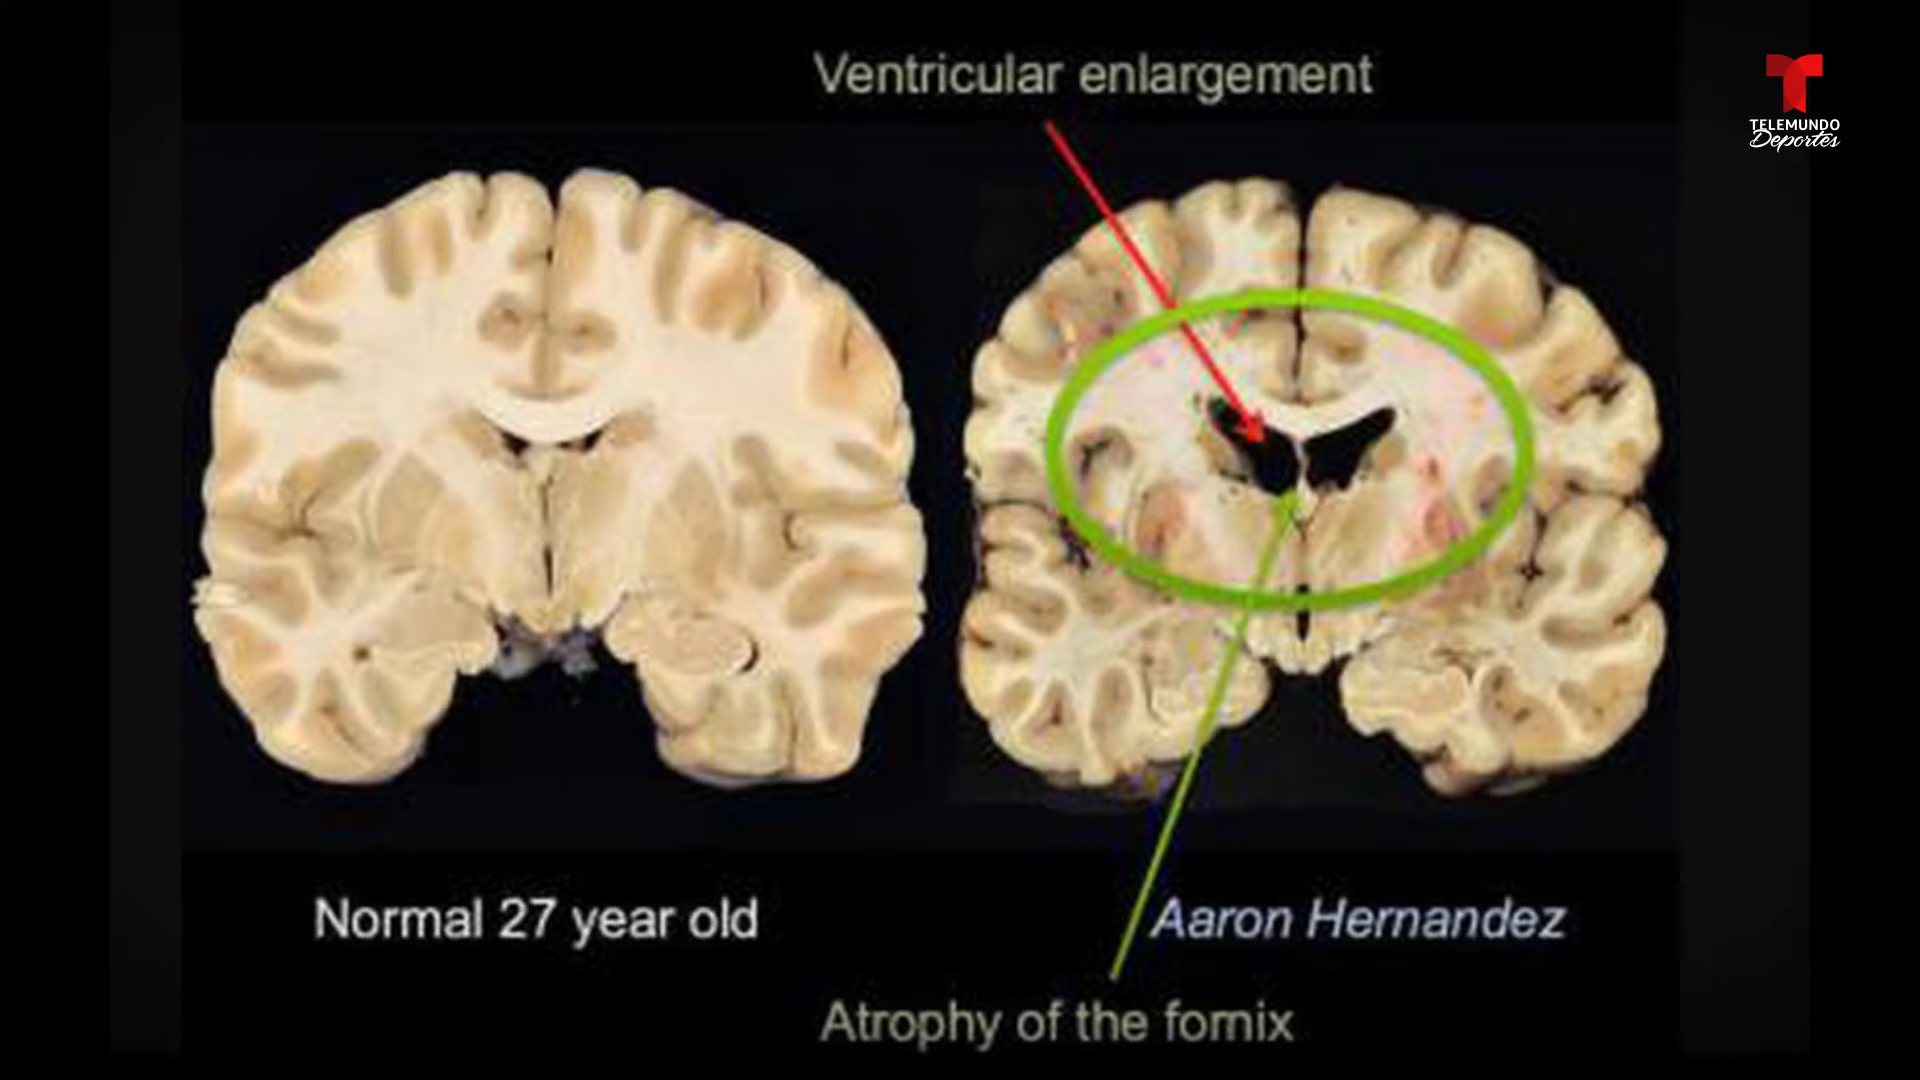 Ventricular enlargement
TELEMUNDO
Deportes
Normal 27 year old
Aaron Hernandez
Atrophy of the fornix